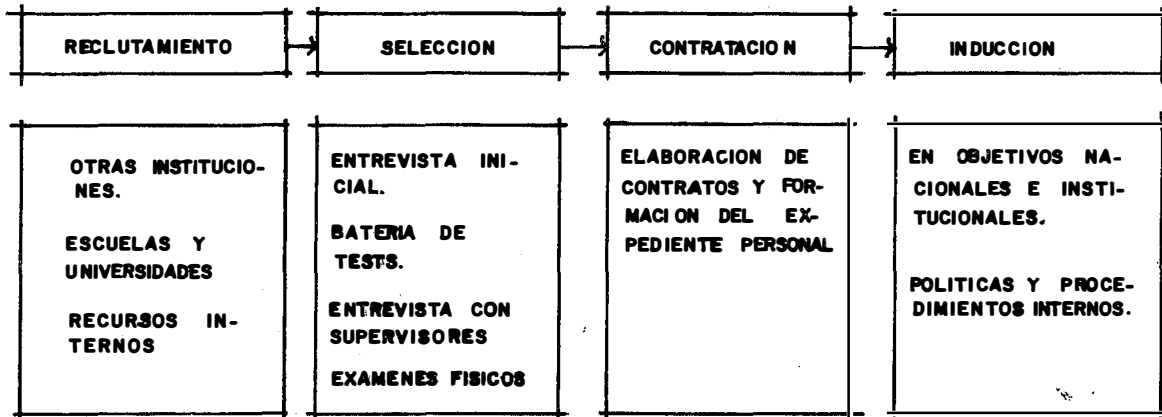 RECLUTAMIENTO
SELECCION
CONTRATACION
INDUCCION
OTRAS INSTITUCIO-
NES.
ESCUELAS Y
UNIVERSIDADES
RECURSOS IN-
TERNOS
ENTREVISTA INI-
CIAL.
BATERIA DE
TESTS.
ENTREVISTA CON
SUPERVISORES
EXAMENES FISICOS
ELABORACION DE
CONTRATOS Y FOR-
MACION DEL EX-
PEDIENTE PERSONAL
EN OBJETIVOS NA-
CIONALES E INSTI-
TUCIONALES.
POLITICAS Y PROCE-
DIMIENTOS INTERNOS.